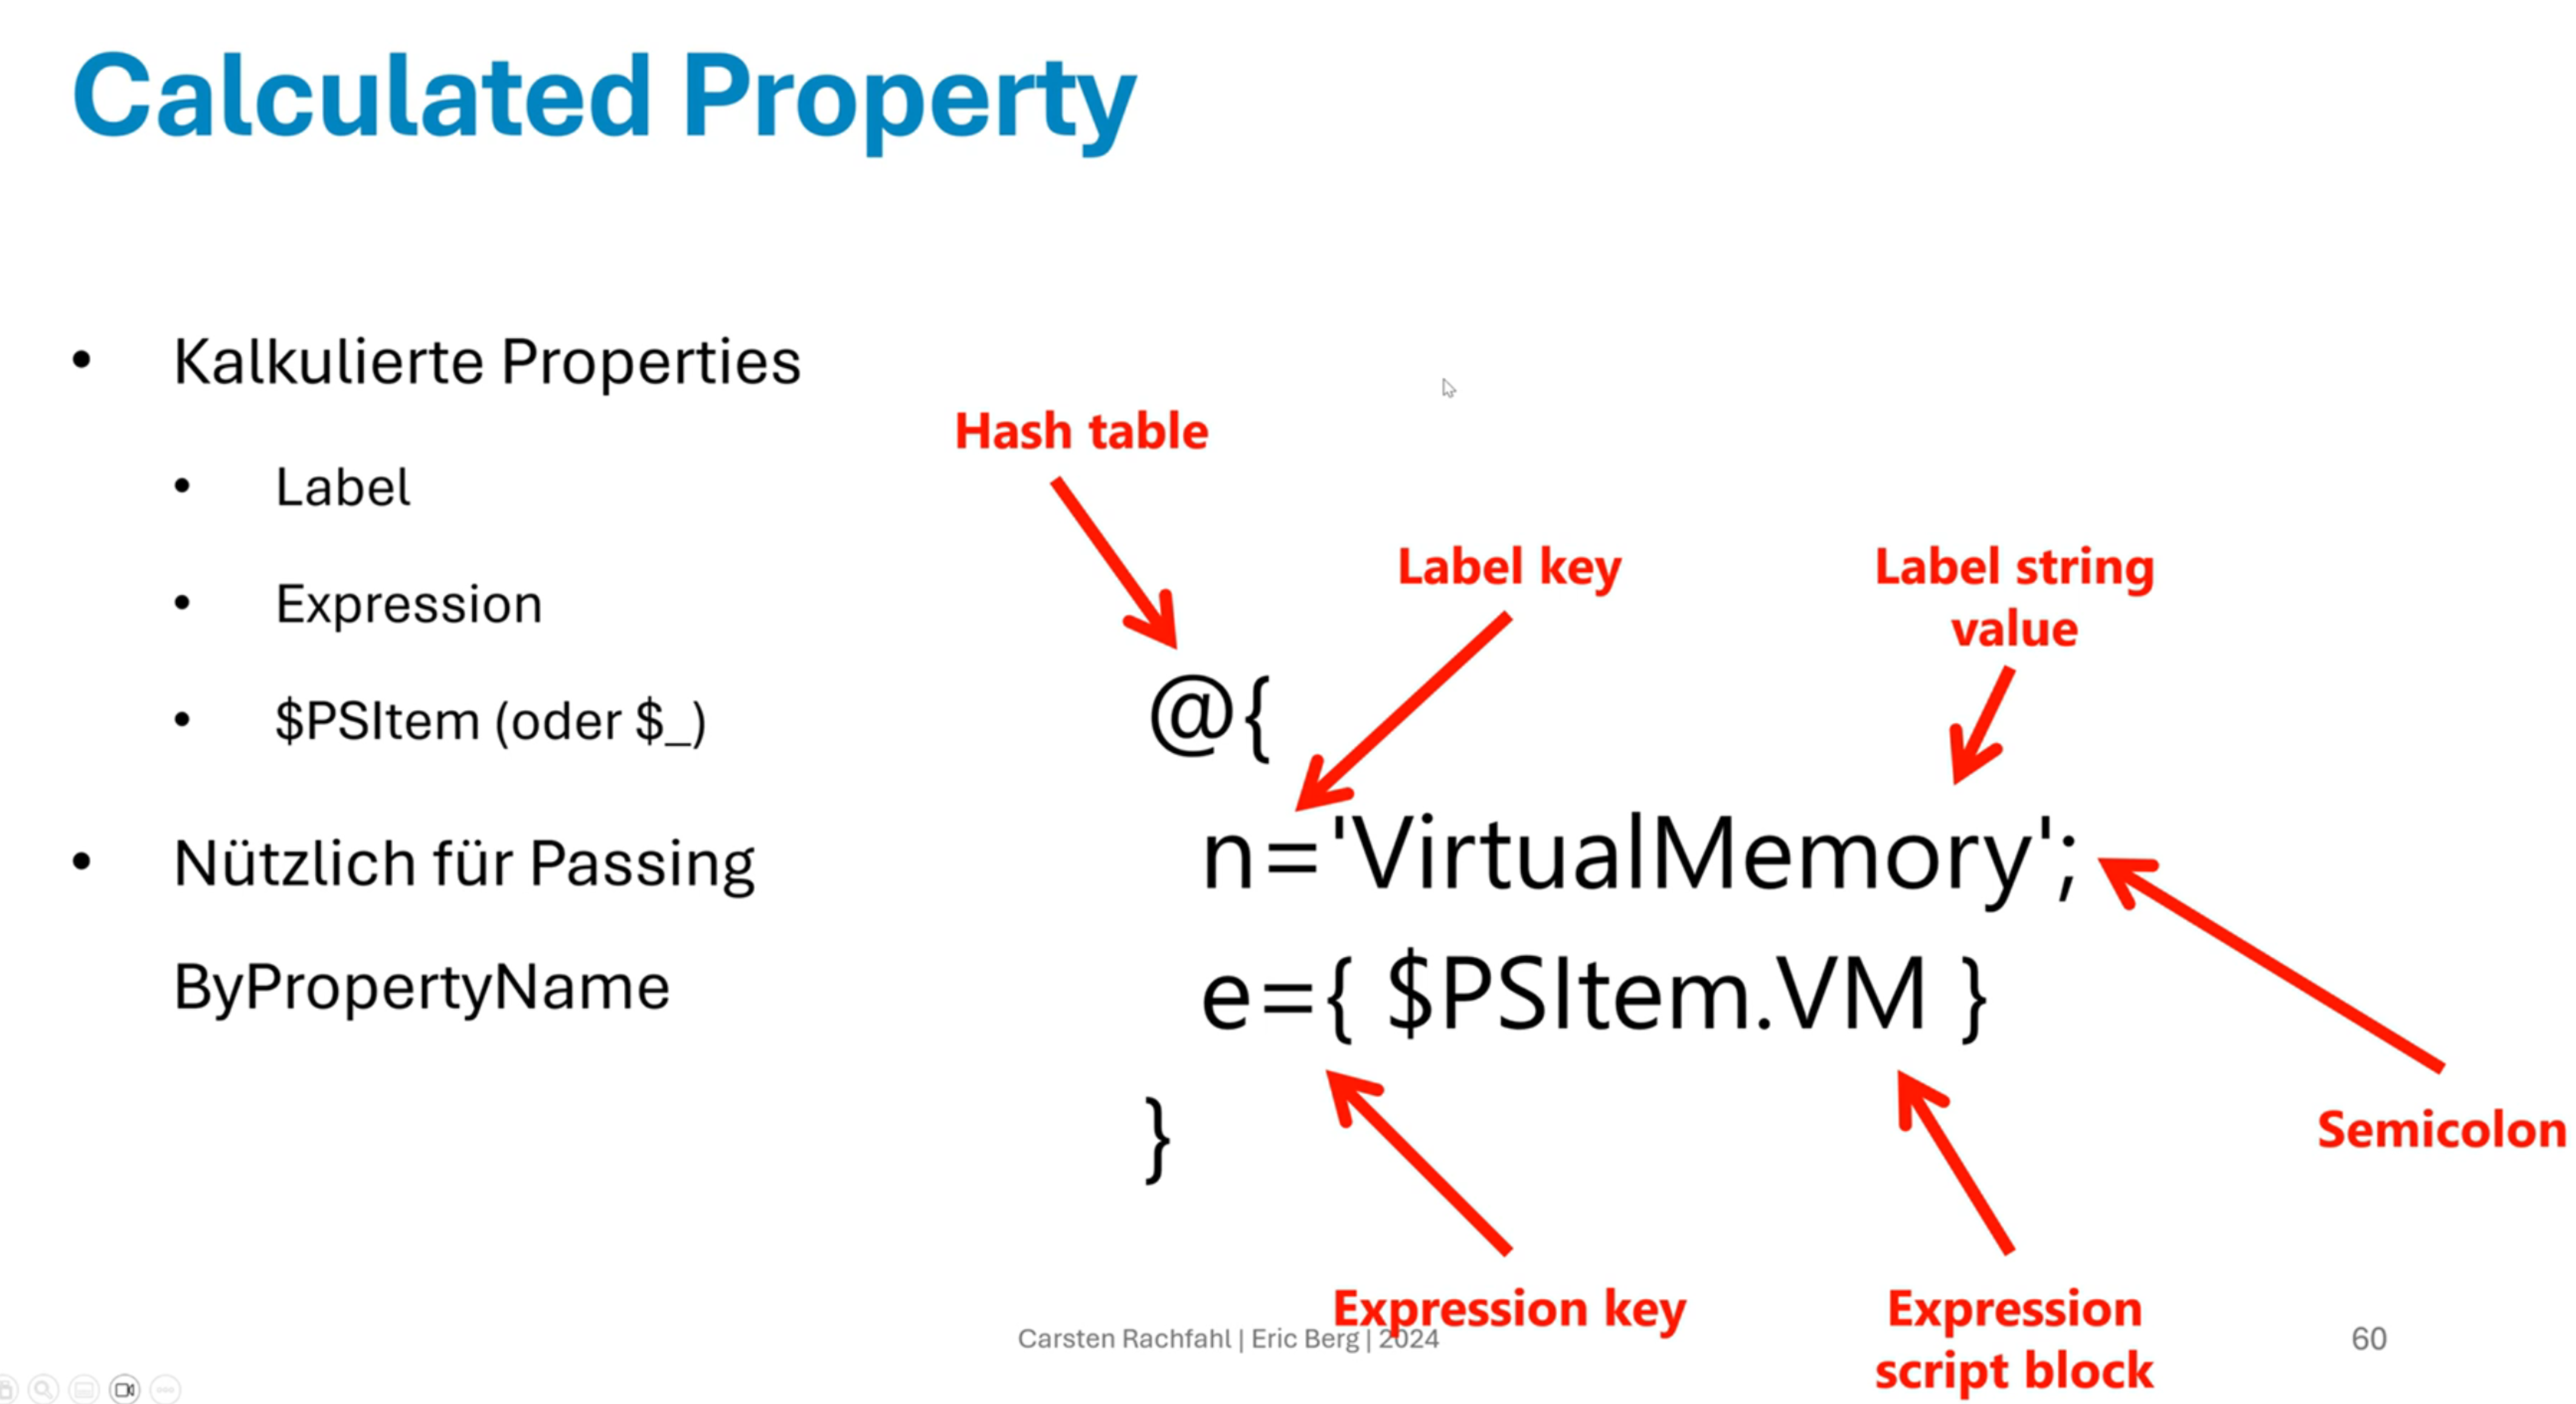 Calculated Property
• Kalkulierte Properties
• Label
• Expression
• $PSItem (oder $_)
• Nützlich für Passing
ByPropertyName
Hash table
Label key
Label string
value
@{
n='VirtualMemory';
e={ $PSItem.VM }
}
Semicolon
Expression key
Expression
script block
Carsten Rachfahl | Eric Berg | 2024
60